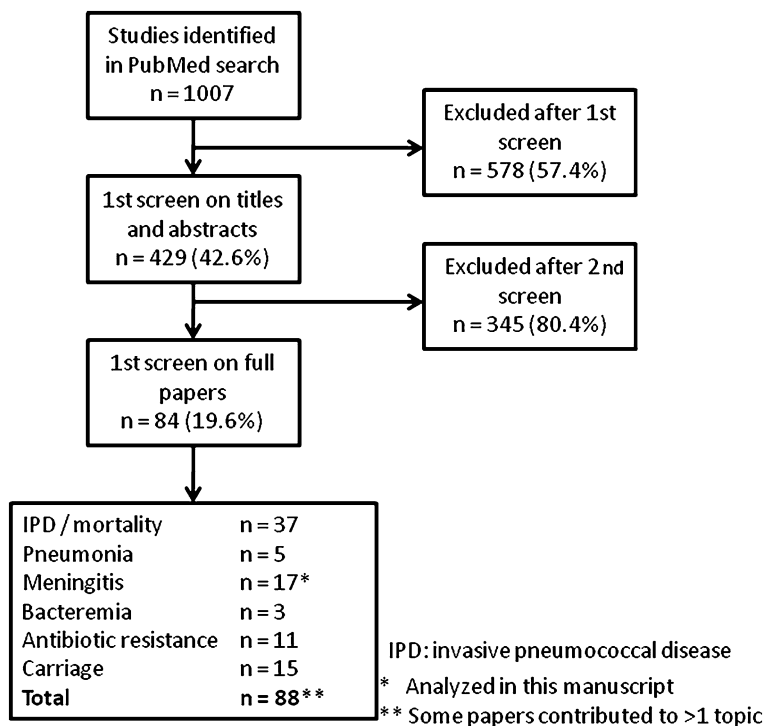 Studies identified
in PubMed search
n = 1007
Excluded after 1st
screen
n = 578 (57.4%)
1st screen on titles
and abstracts
n = 429 (42.6%)
Excluded after 2nd
screen
n = 345 (80.4%)
1st screen on full
papers
n = 84 (19.6%)
IPD / mortality n = 37
Pneumonia n = 5
Meningitis n = 17*
Bacteremia n = 3
Antibiotic resistance n = 11
Carriage n = 15
Total n = 88**
IPD: invasive pneumococcal disease
* Analyzed in this manuscript
** Some papers contributed to >1 topic